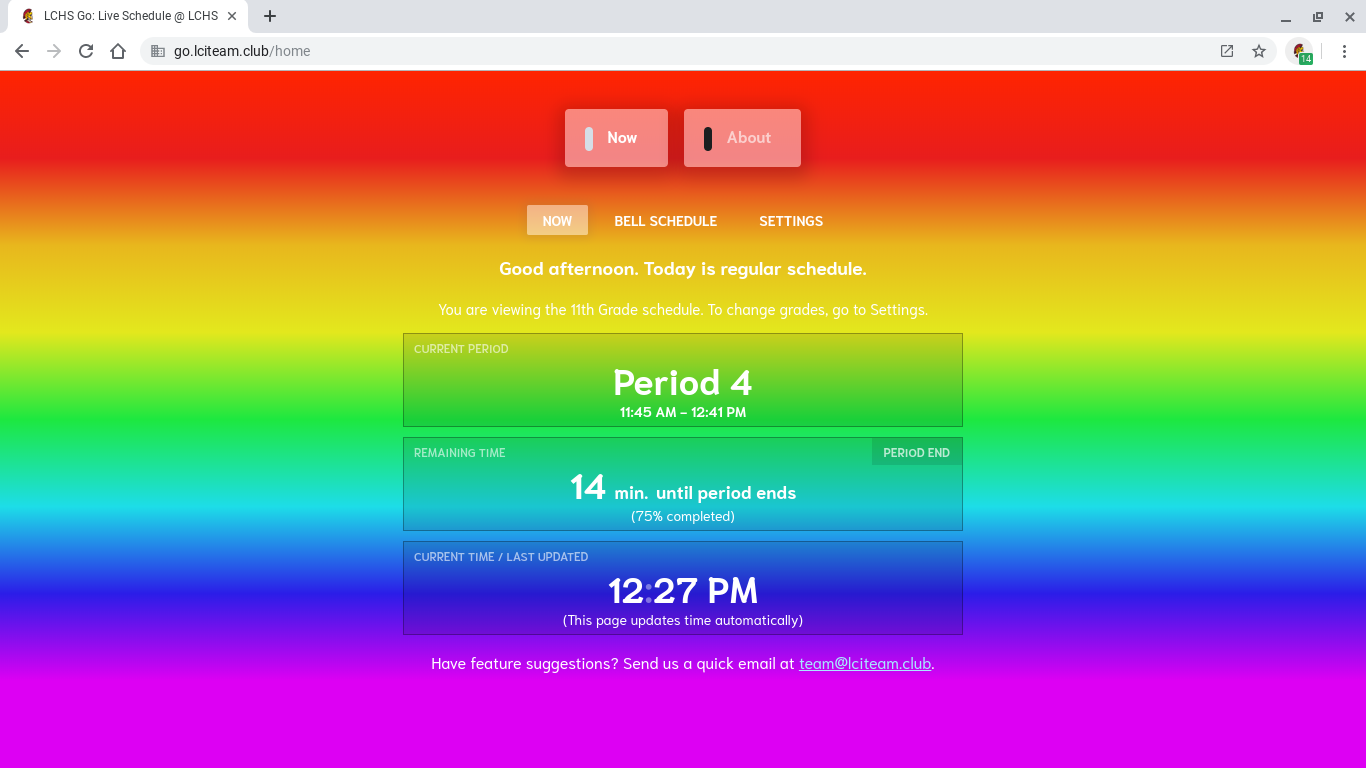 LCHS Go: Live Schedule @ LCHS
go.lciteam.club/home
14
Now
About
NOW
BELL SCHEDULE
SETTINGS
Good afternoon. Today is regular schedule.
You are viewing the 11th Grade schedule. To change grades, go to Settings.
CURRENT PERIOD
Period 4
11:45 AM – 12:41 PM
REMAINING TIME
PERIOD END
14 min. until period ends
(75% completed)
CURRENT TIME / LAST UPDATED
12:27 PM
(This page updates time automatically)
Have feature suggestions? Send us a quick email at team@lciteam.club.